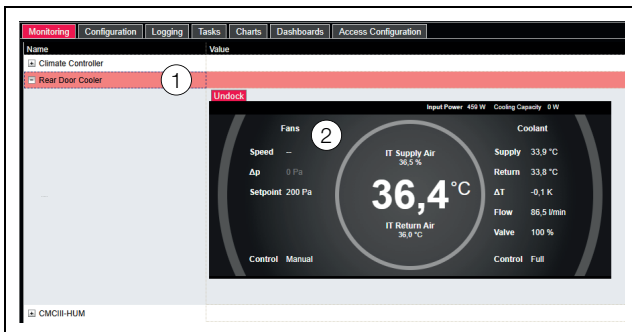 Monitoring Configuration Logging Tasks Charts Dashboards Access Configuration
Name Value
Climate Controller
Rear Door Cooler
1
Undock
Input Power 459 W Cooling Capacity 0 W
Fans
2
Speed --
Δp 0 Pa
Setpoint 200 Pa
Control Manual
IT Supply Air
36,5 %
36,4 °C
IT Return Air
36,0 °C
Coolant
Supply 33,9 °C
Return 33,8 °C
ΔT -0,1 K
Flow 86,5 l/min
Valve 100 %
Control Full
CMCIII-HUM